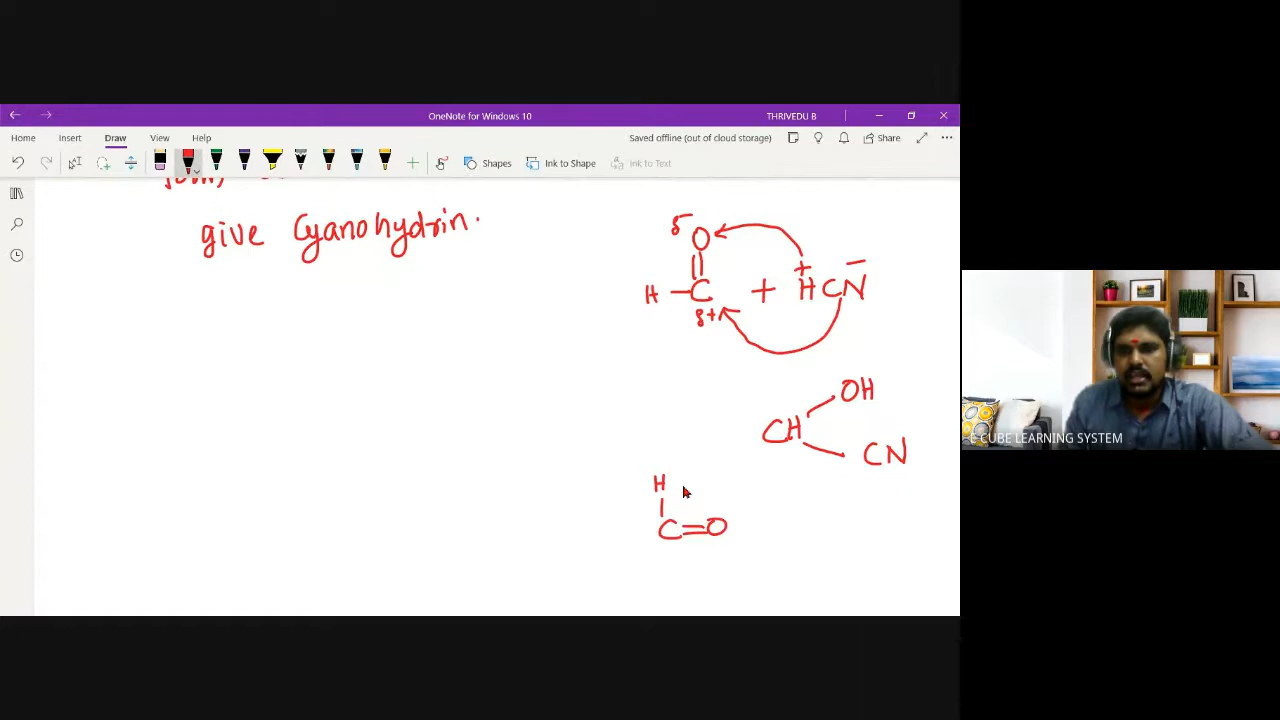 OneNote for Windows 10
THRIVEDU B
Home Insert Draw View Help
Saved offline (out of cloud storage)
Share
Shapes
Ink to Shape
Ink to Text
give Cyanohydrin.
δ−
O
+ −
H C + HCN
δ+
OH
CH
CN
H
C=O
E CUBE LEARNING SYSTEM